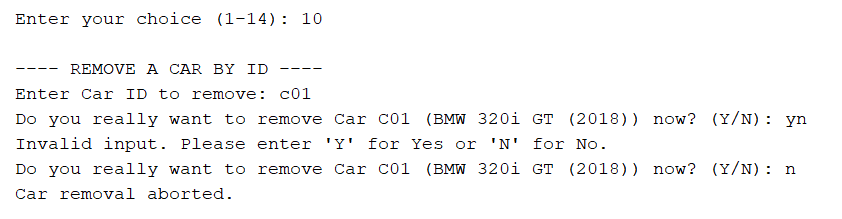 Enter your choice (1-14): 10
---- REMOVE A CAR BY ID ----
Enter Car ID to remove: c01
Do you really want to remove Car C01 (BMW 320i GT (2018)) now? (Y/N): yn
Invalid input. Please enter 'Y' for Yes or 'N' for No.
Do you really want to remove Car C01 (BMW 320i GT (2018)) now? (Y/N): n
Car removal aborted.